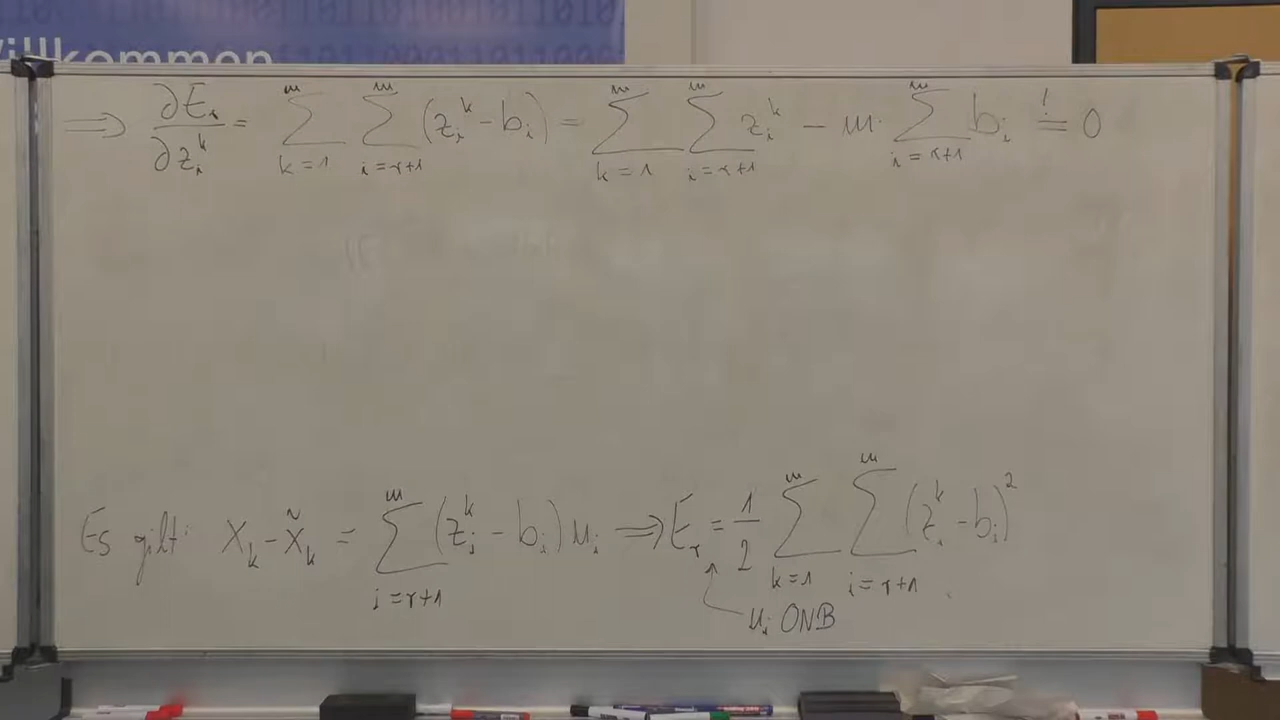 Willkommen
⟹ ∂E_r/∂z_i^k = ∑_{k=1}^{m} ∑_{i=r+1}^{m} (z_i^k - b_i) = ∑_{k=1}^{m} ∑_{i=r+1}^{m} z_i^k - m · ∑_{i=r+1}^{m} b_i =^! 0
Es gilt: x_k - x̃_k = ∑_{i=r+1}^{m} (z_i^k - b_i) u_i ⟹ E_r = 1/2 ∑_{k=1}^{m} ∑_{i=r+1}^{m} (z_i^k - b_i)^2
u_i ONB